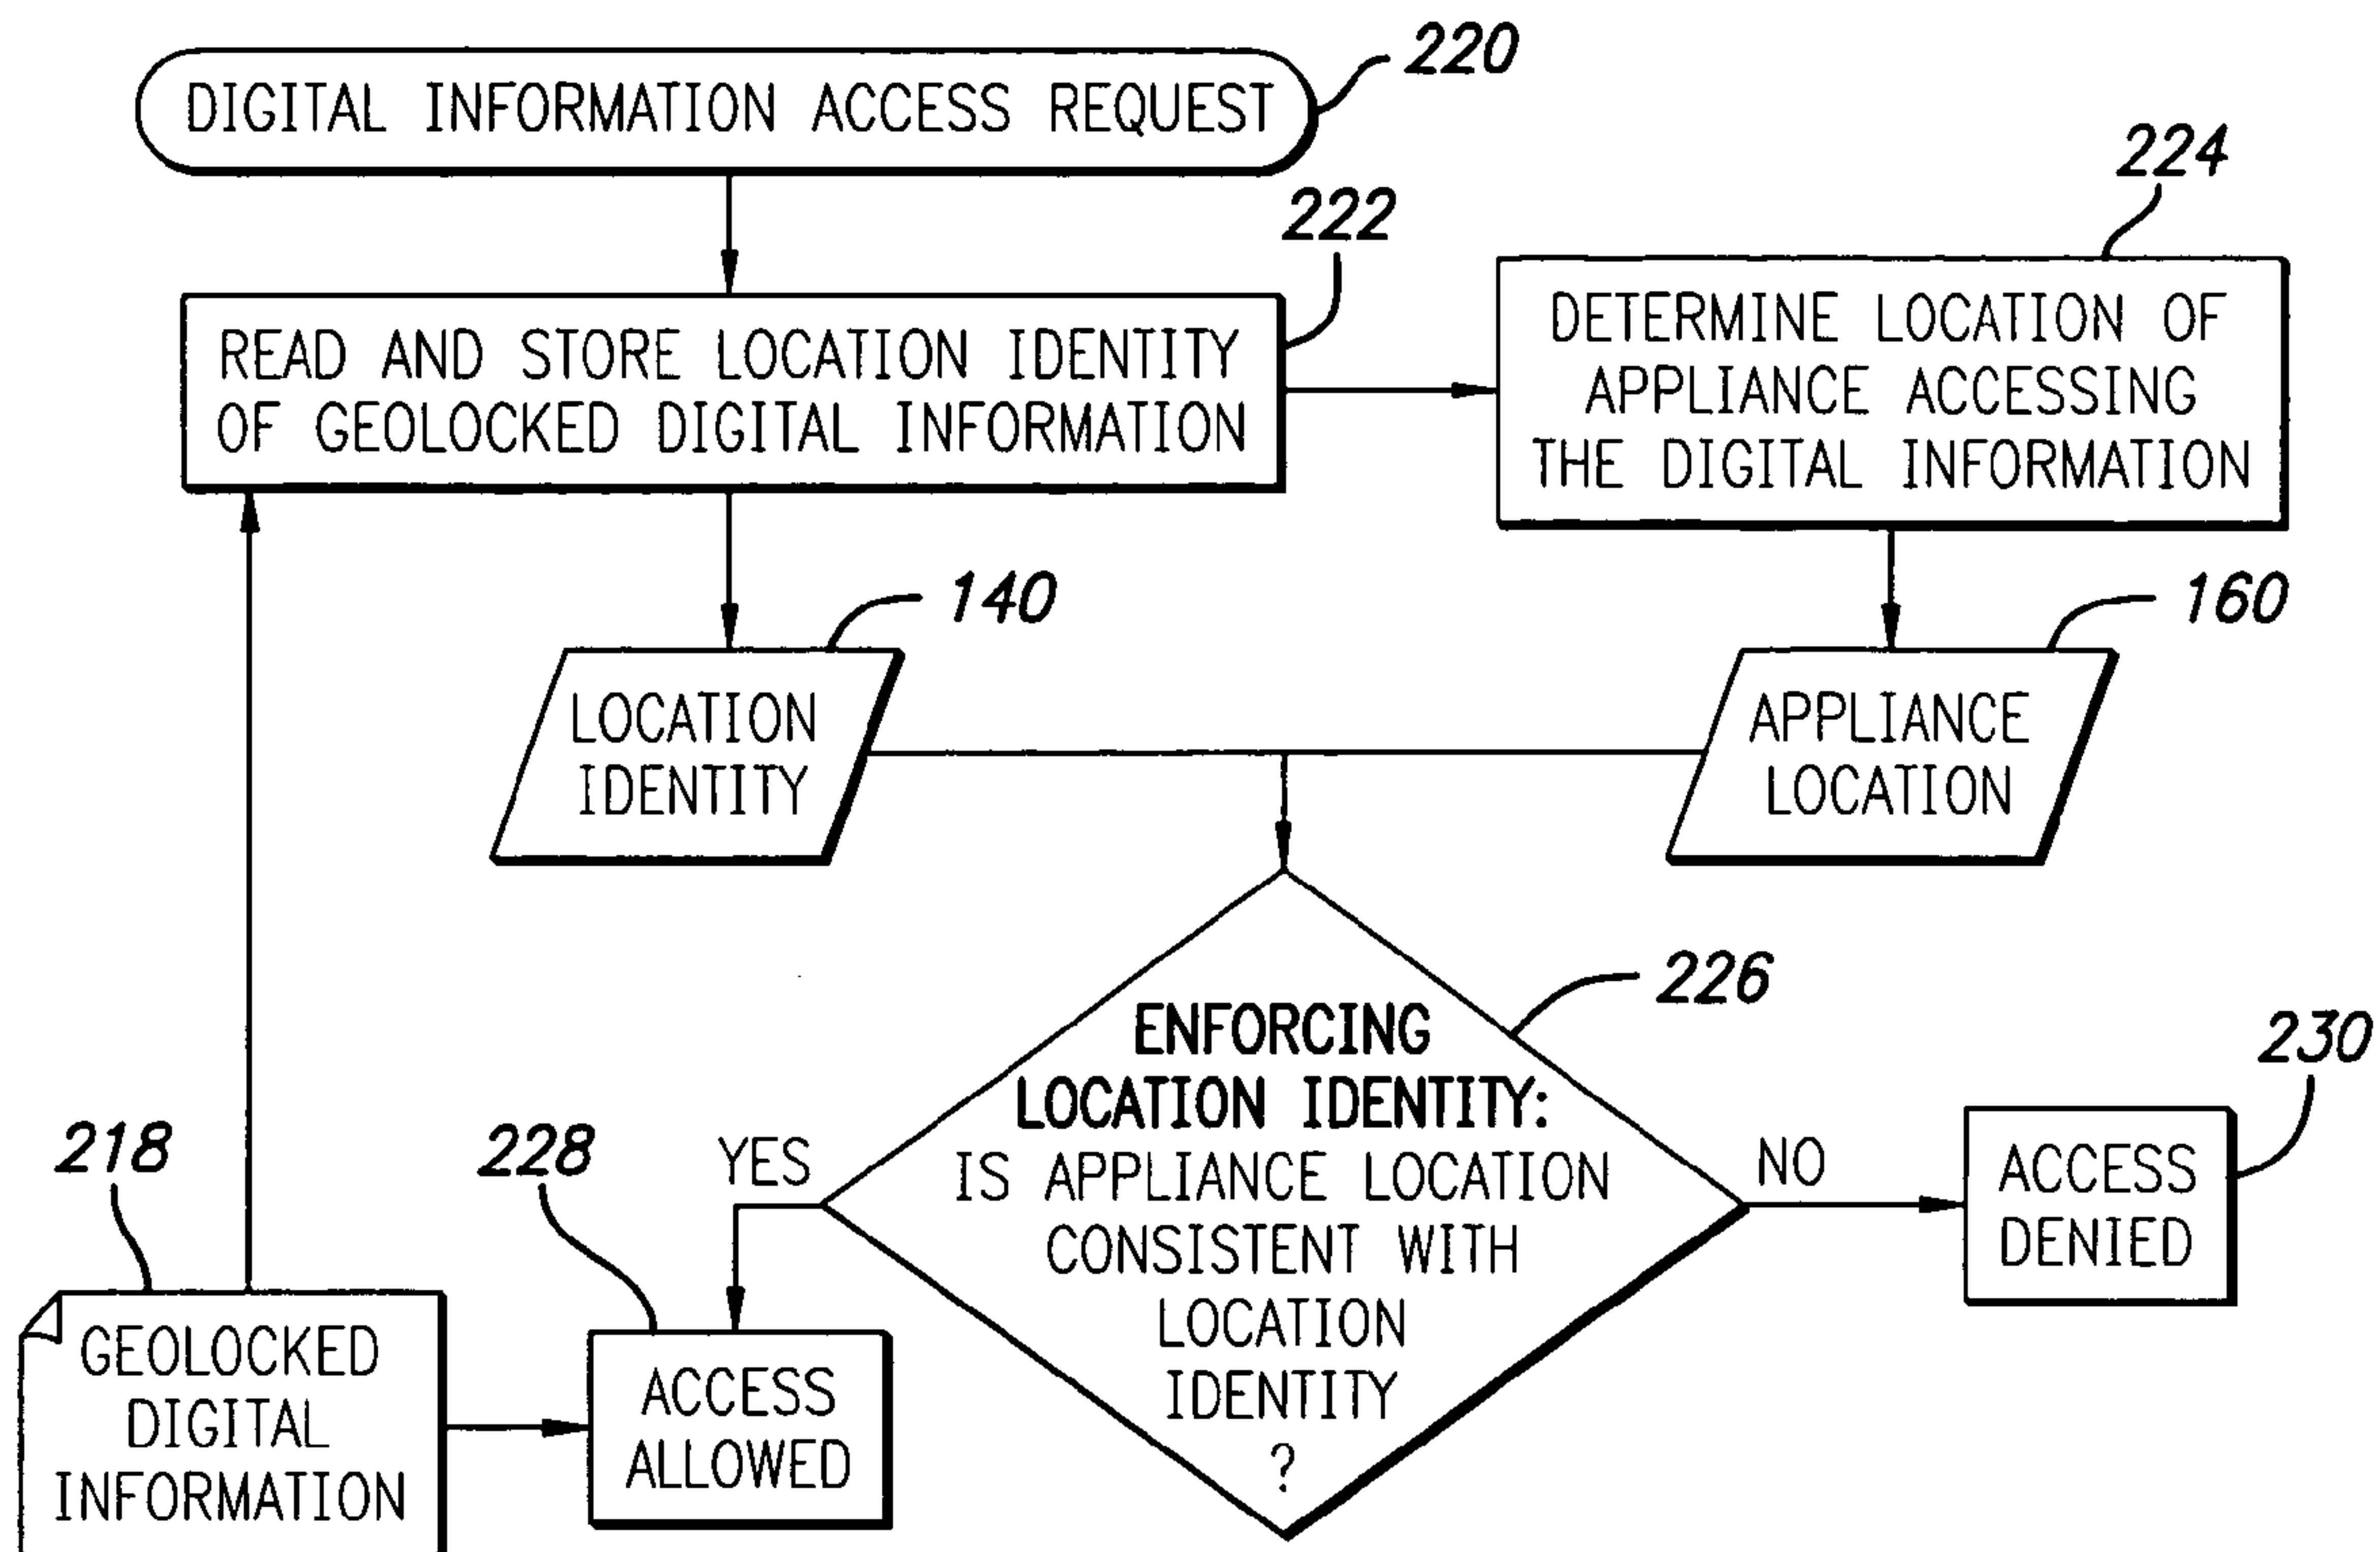 220
DIGITAL INFORMATION ACCESS REQUEST
224
222
READ AND STORE LOCATION IDENTITY
OF GEOLOCKED DIGITAL INFORMATION
DETERMINE LOCATION OF
APPLIANCE ACCESSING
THE DIGITAL INFORMATION
140
160
LOCATION
IDENTITY
APPLIANCE
LOCATION
226
ENFORCING
LOCATION IDENTITY:
IS APPLIANCE LOCATION
CONSISTENT WITH
LOCATION
IDENTITY
?
230
NO
ACCESS
DENIED
218
228
YES
GEOLOCKED
DIGITAL
INFORMATION
ACCESS
ALLOWED